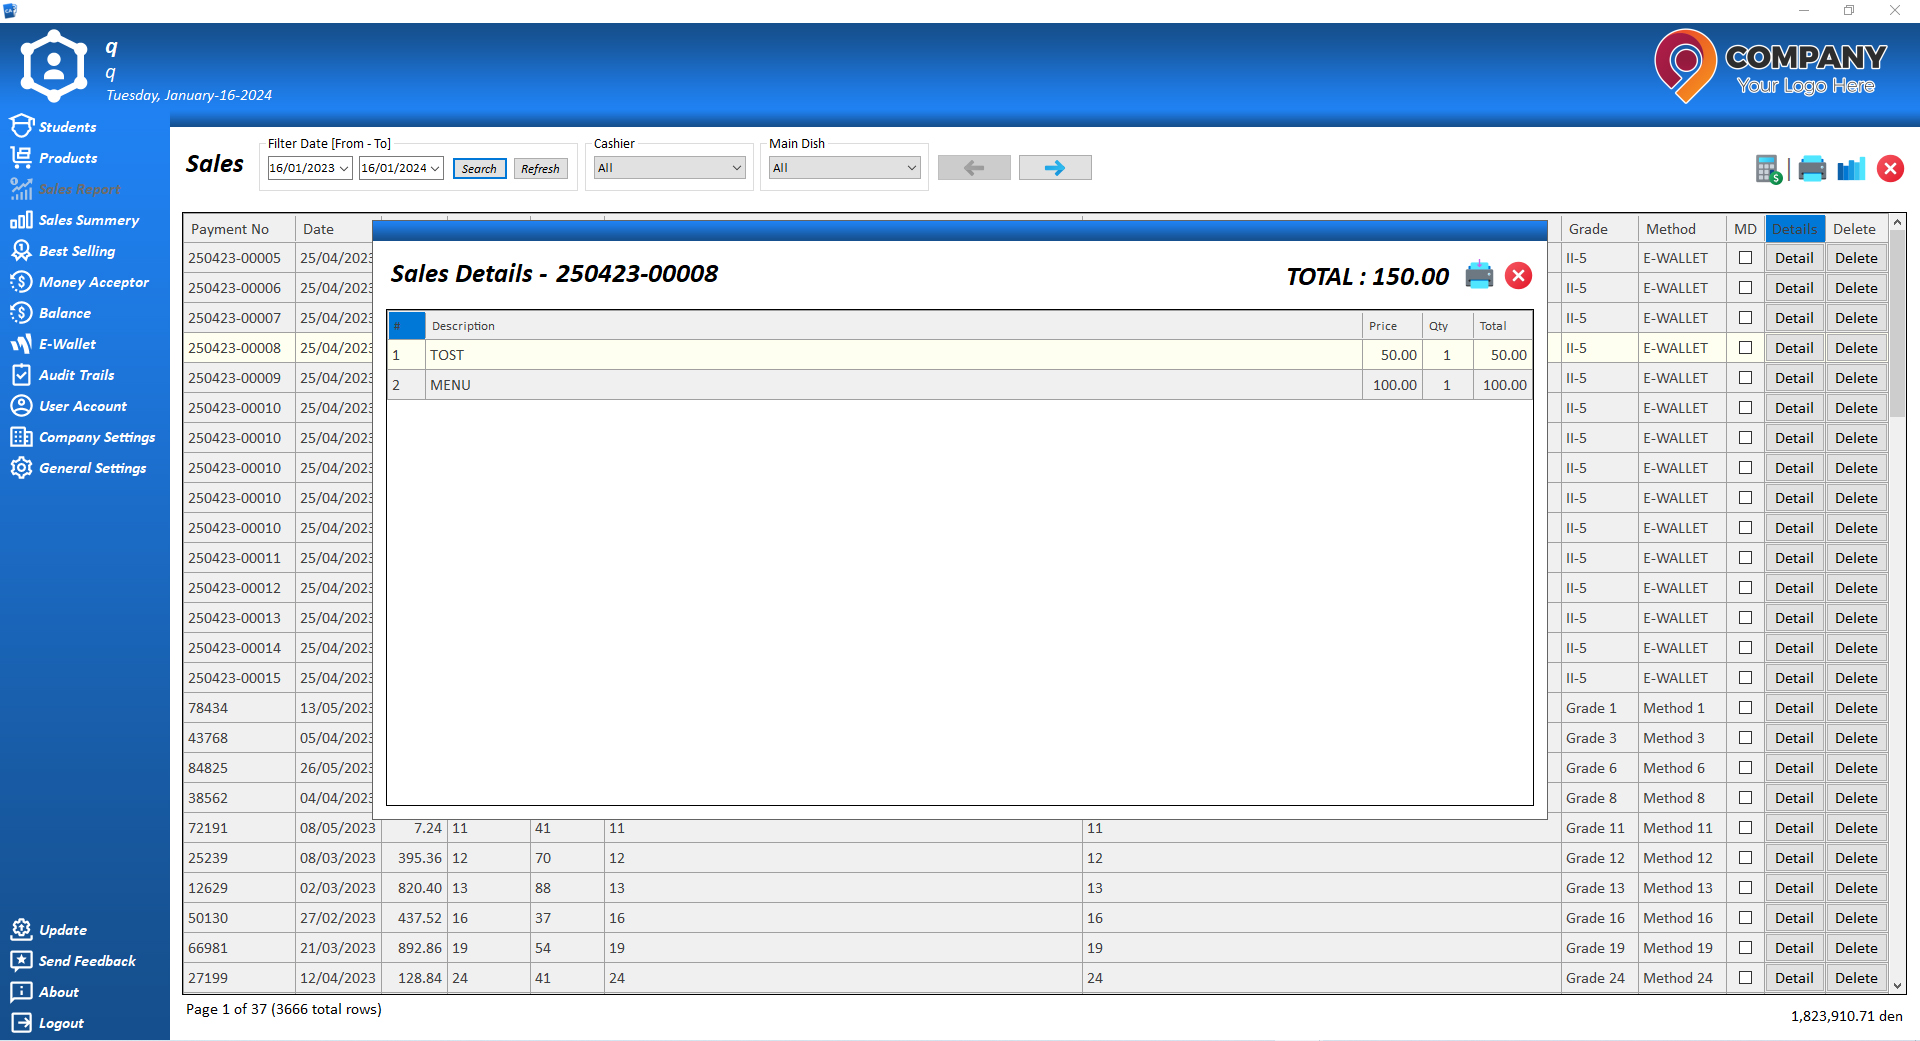 q
q
Tuesday, January-16-2024
COMPANY
Your Logo Here
Students
Products
Sales Report
Sales Summery
Best Selling
Money Acceptor
Balance
E-Wallet
Audit Trails
User Account
Company Settings
General Settings
Update
Send Feedback
About
Logout
Sales
Filter Date [From - To]
16/01/2023 16/01/2024 Search Refresh
Cashier
All
Main Dish
All
Payment No Date Grade Method MD Details Delete
250423-00005 25/04/2023 II-5 E-WALLET Detail Delete
250423-00006 25/04/2023 II-5 E-WALLET Detail Delete
250423-00007 25/04/2023 II-5 E-WALLET Detail Delete
250423-00008 25/04/2023 II-5 E-WALLET Detail Delete
250423-00009 25/04/2023 II-5 E-WALLET Detail Delete
250423-00010 25/04/2023 II-5 E-WALLET Detail Delete
250423-00010 25/04/2023 II-5 E-WALLET Detail Delete
250423-00010 25/04/2023 II-5 E-WALLET Detail Delete
250423-00010 25/04/2023 II-5 E-WALLET Detail Delete
250423-00010 25/04/2023 II-5 E-WALLET Detail Delete
250423-00011 25/04/2023 II-5 E-WALLET Detail Delete
250423-00012 25/04/2023 II-5 E-WALLET Detail Delete
250423-00013 25/04/2023 II-5 E-WALLET Detail Delete
250423-00014 25/04/2023 II-5 E-WALLET Detail Delete
250423-00015 25/04/2023 II-5 E-WALLET Detail Delete
78434 13/05/2023 Grade 1 Method 1 Detail Delete
43768 05/04/2023 Grade 3 Method 3 Detail Delete
84825 26/05/2023 Grade 6 Method 6 Detail Delete
38562 04/04/2023 Grade 8 Method 8 Detail Delete
72191 08/05/2023 7.24 11 41 11 11 Grade 11 Method 11 Detail Delete
25239 08/03/2023 395.36 12 70 12 12 Grade 12 Method 12 Detail Delete
12629 02/03/2023 820.40 13 88 13 13 Grade 13 Method 13 Detail Delete
50130 27/02/2023 437.52 16 37 16 16 Grade 16 Method 16 Detail Delete
66981 21/03/2023 892.86 19 54 19 19 Grade 19 Method 19 Detail Delete
27199 12/04/2023 128.84 24 41 24 24 Grade 24 Method 24 Detail Delete
Sales Details - 250423-00008 TOTAL : 150.00
# Description Price Qty Total
1 TOST 50.00 1 50.00
2 MENU 100.00 1 100.00
Page 1 of 37 (3666 total rows)
1,823,910.71 den